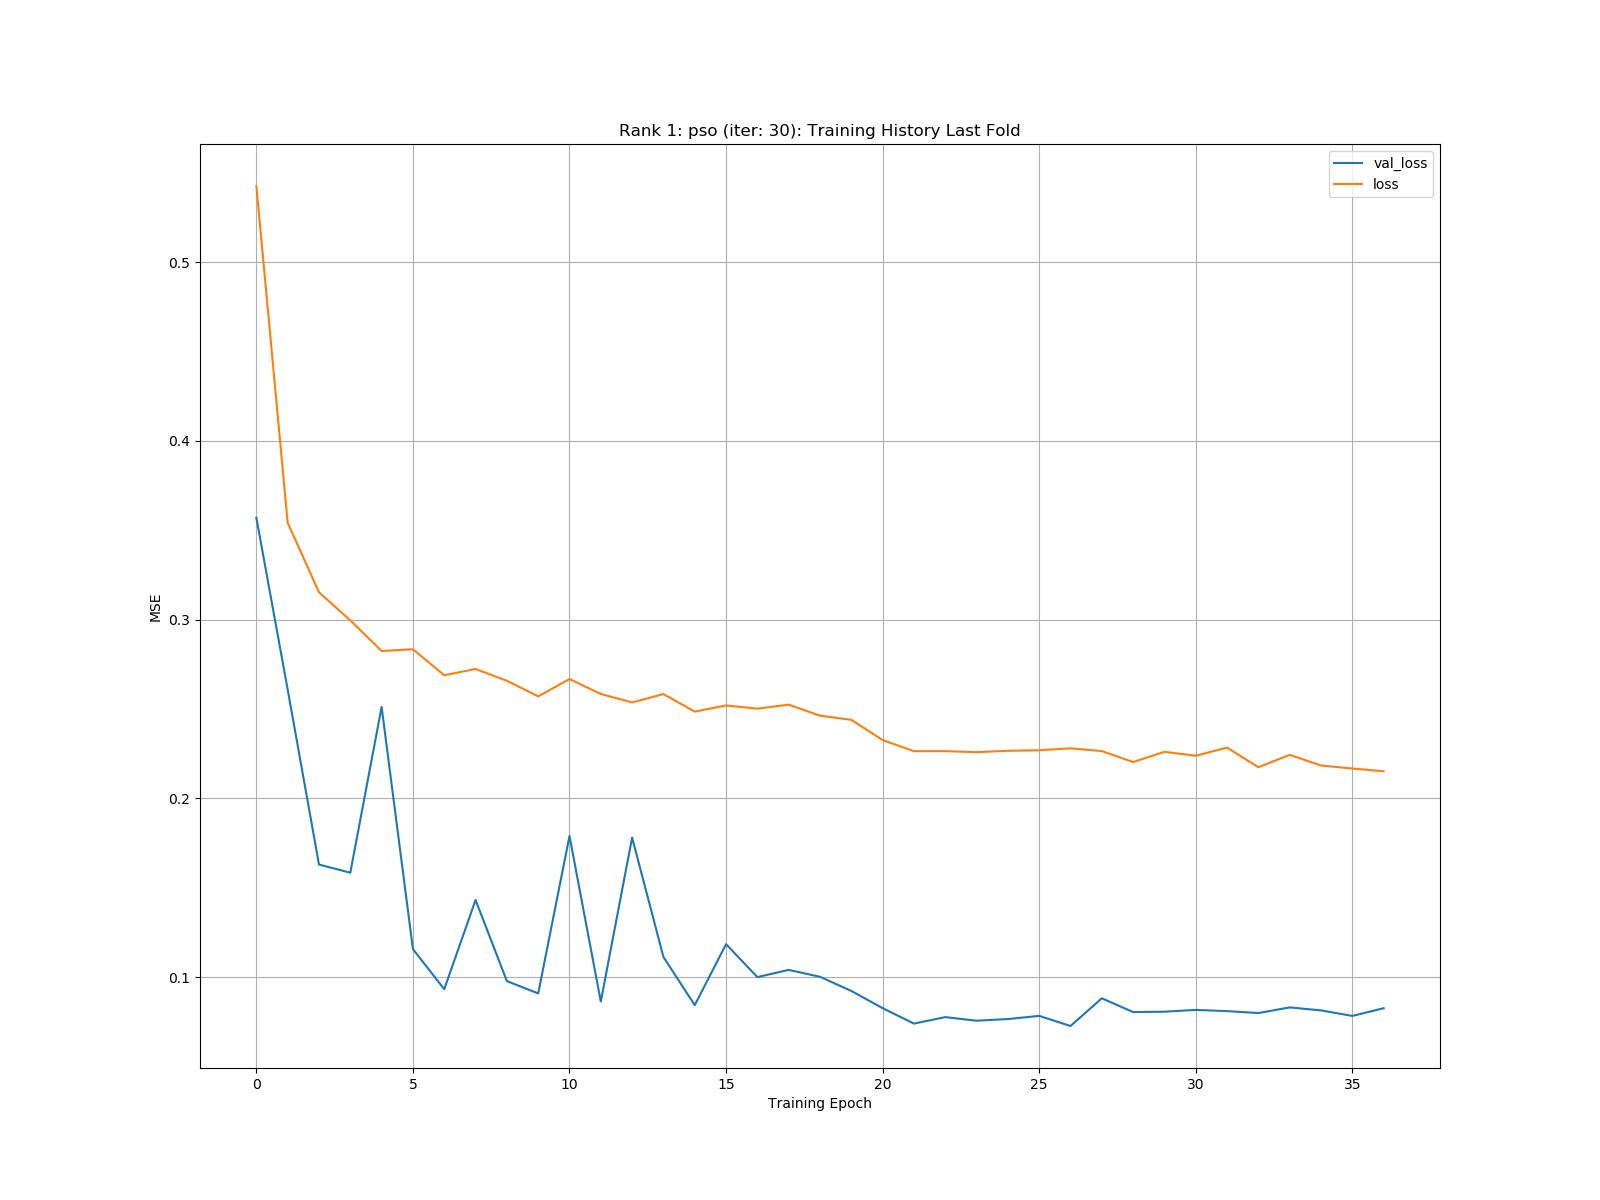 Rank 1: pso (iter: 30): Training History Last Fold
val_loss
loss
0.5
0.4
0.3
0.2
0.1
MSE
0 5 10 15 20 25 30 35
Training Epoch